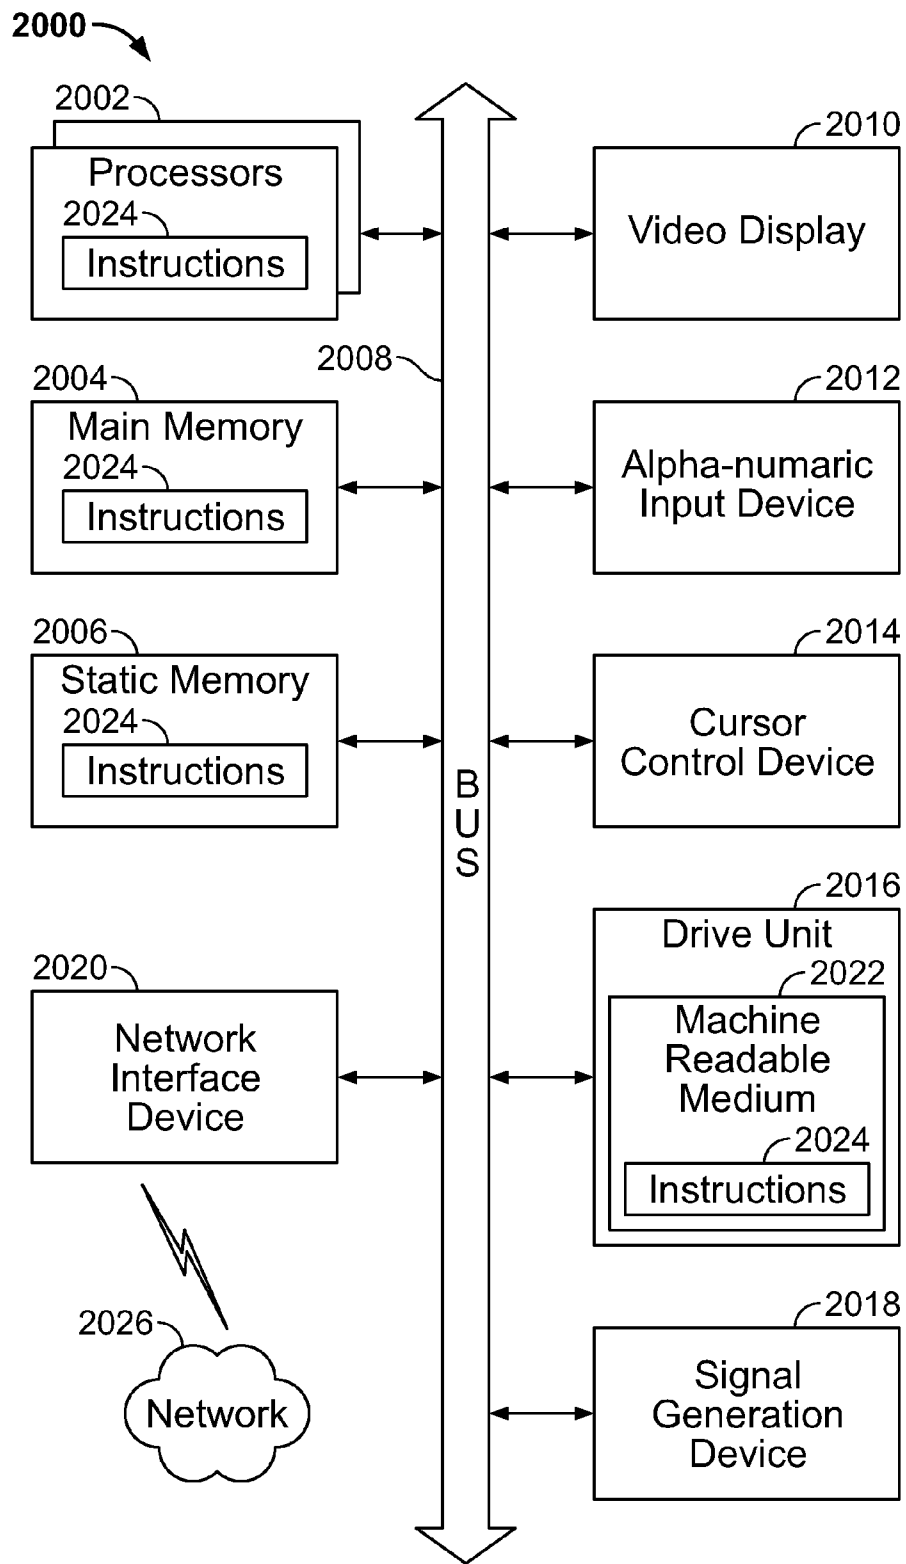 2000
2002
Processors
2024
Instructions
2010
Video Display
2008
2004
Main Memory
2024
Instructions
2012
Alpha-numaric
Input Device
2006
Static Memory
2024
Instructions
2014
Cursor
Control Device
B
U
S
2016
Drive Unit
2022
Machine
Readable
Medium
2024
Instructions
2020
Network
Interface
Device
2026
Network
2018
Signal
Generation
Device